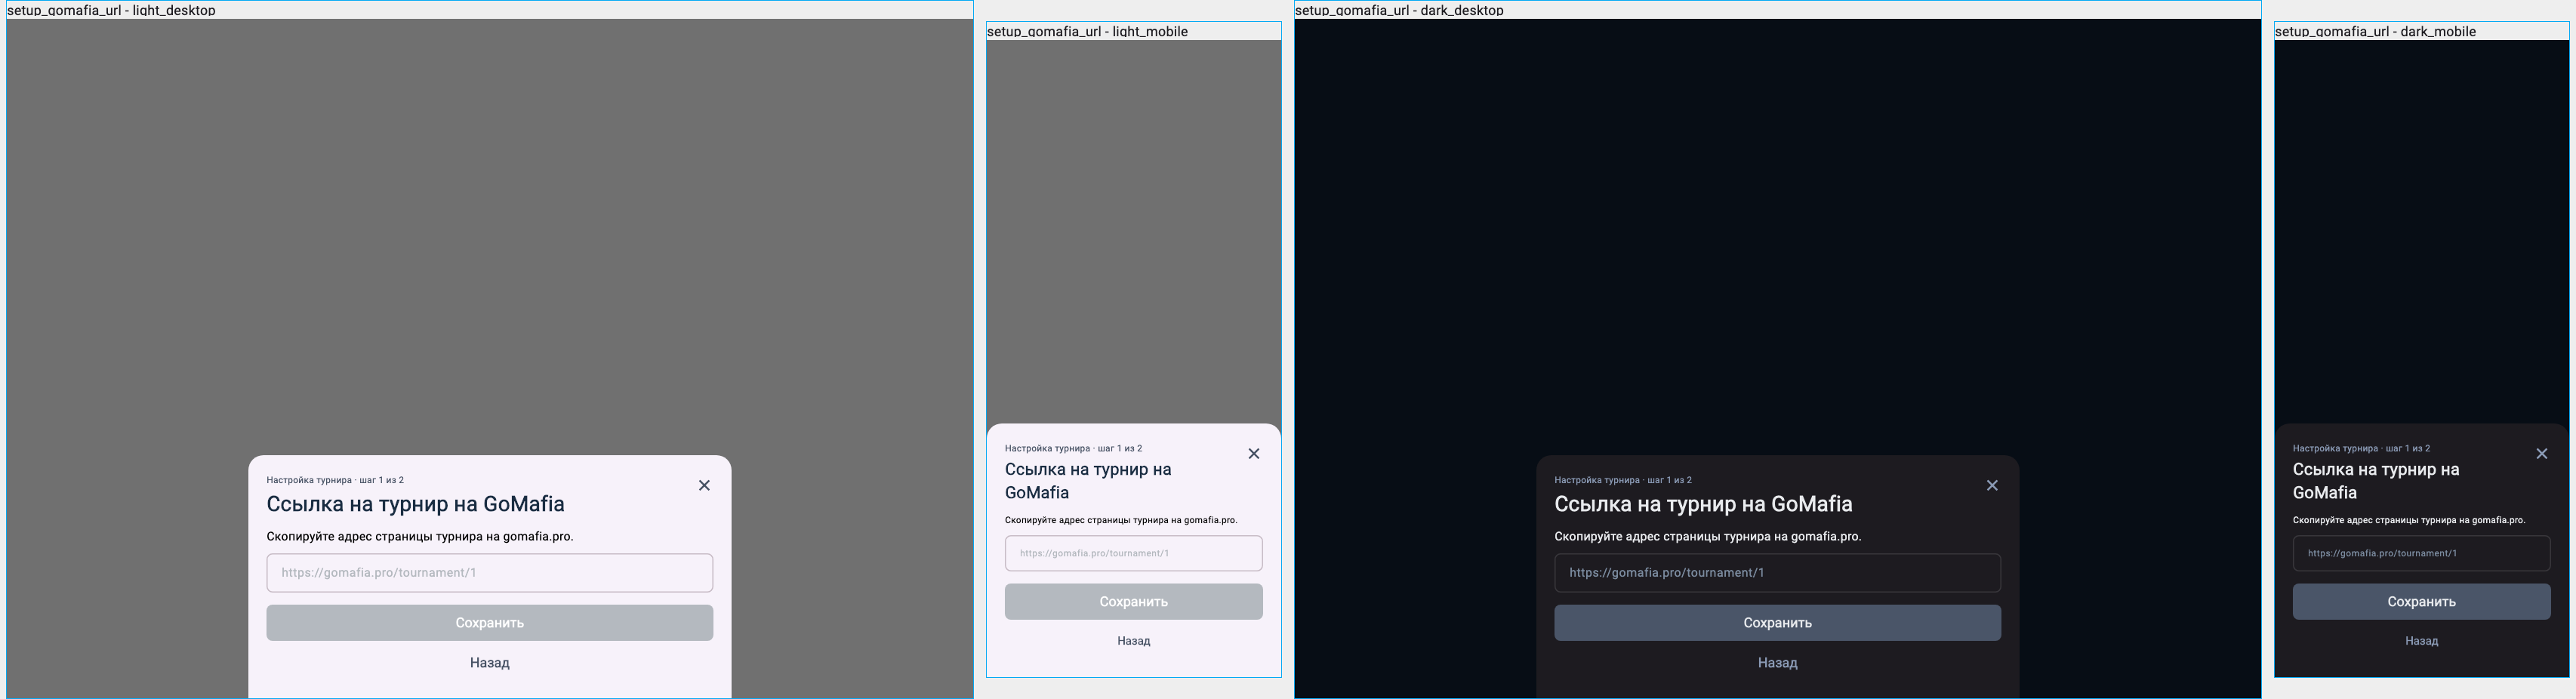 setup_gomafia_url - light_desktop
Настройка турнира · шаг 1 из 2
Ссылка на турнир на GoMafia
Скопируйте адрес страницы турнира на gomafia.pro.
https://gomafia.pro/tournament/1
Сохранить
Назад
setup_gomafia_url - light_mobile
Настройка турнира · шаг 1 из 2
Ссылка на турнир на
GoMafia
Скопируйте адрес страницы турнира на gomafia.pro.
https://gomafia.pro/tournament/1
Сохранить
Назад
setup_gomafia_url - dark_desktop
Настройка турнира · шаг 1 из 2
Ссылка на турнир на GoMafia
Скопируйте адрес страницы турнира на gomafia.pro.
https://gomafia.pro/tournament/1
Сохранить
Назад
setup_gomafia_url - dark_mobile
Настройка турнира · шаг 1 из 2
Ссылка на турнир на
GoMafia
Скопируйте адрес страницы турнира на gomafia.pro.
https://gomafia.pro/tournament/1
Сохранить
Назад